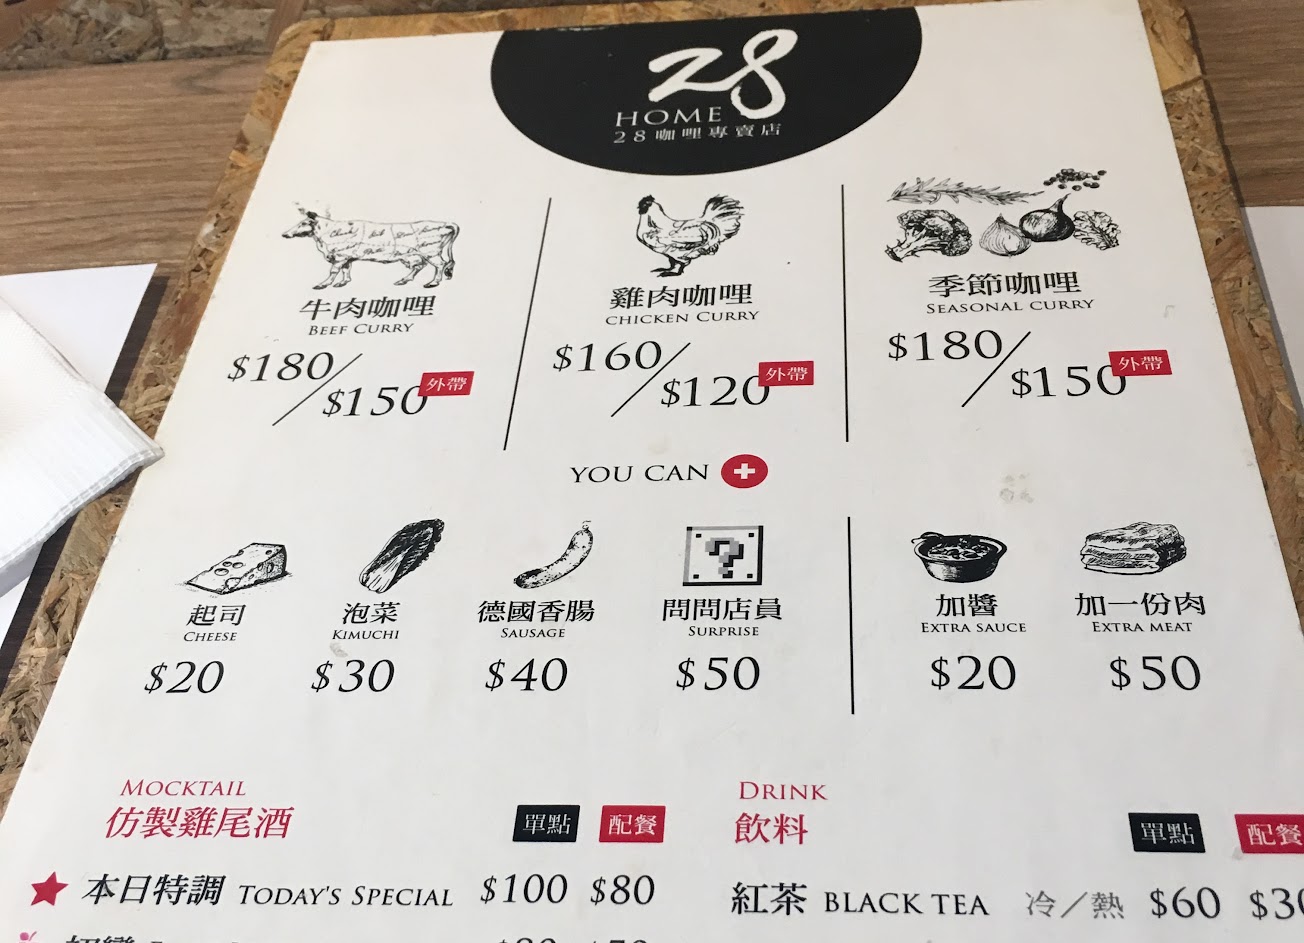 28
HOME
28咖哩專賣店
牛肉咖哩
BEEF CURRY
$180/$150 外帶
雞肉咖哩
CHICKEN CURRY
$160/$120 外帶
季節咖哩
SEASONAL CURRY
$180/$150 外帶
YOU CAN +
起司
CHEESE
$20
泡菜
KIMUCHI
$30
德國香腸
SAUSAGE
$40
?
問問店員
SURPRISE
$50
加醬
EXTRA SAUCE
$20
加一份肉
EXTRA MEAT
$50
MOCKTAIL
仿製雞尾酒 單點 配餐
本日特調 TODAY'S SPECIAL $100 $80
DRINK
飲料 單點 配餐
紅茶 BLACK TEA 冷/熱 $60 $30